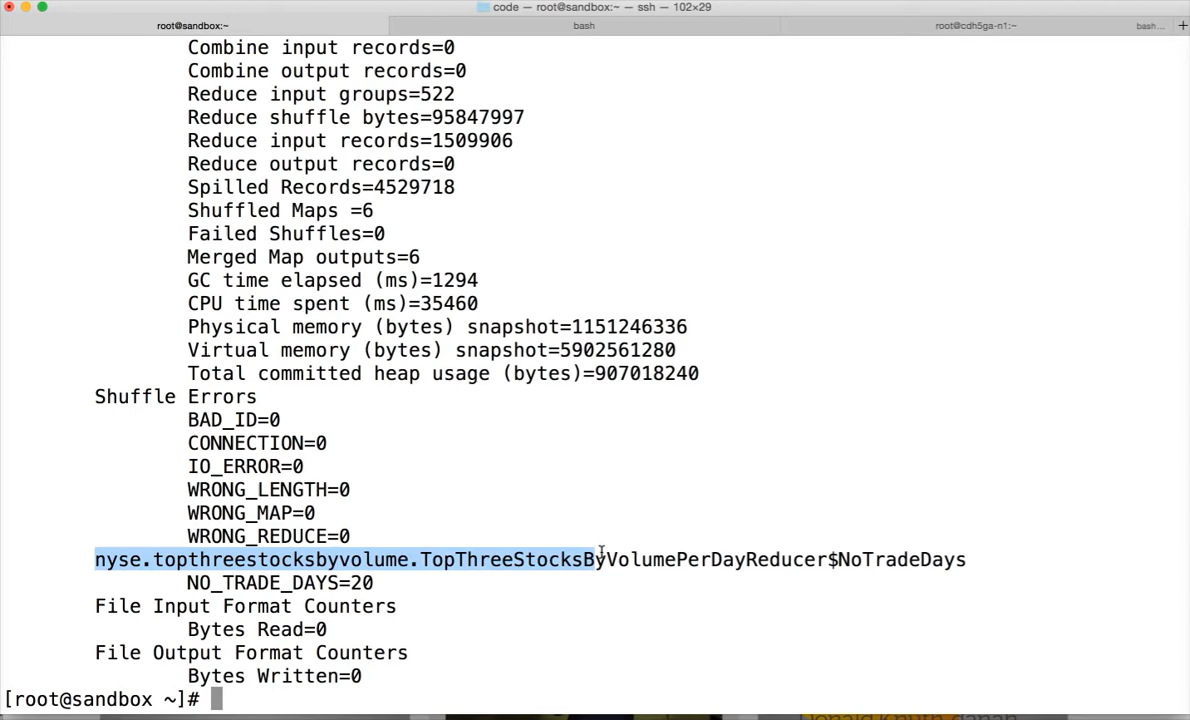 code — root@sandbox:~ — ssh — 102×29
root@sandbox:~ bash root@cdh5ga-n1:~ bash... +
Combine input records=0
Combine output records=0
Reduce input groups=522
Reduce shuffle bytes=95847997
Reduce input records=1509906
Reduce output records=0
Spilled Records=4529718
Shuffled Maps =6
Failed Shuffles=0
Merged Map outputs=6
GC time elapsed (ms)=1294
CPU time spent (ms)=35460
Physical memory (bytes) snapshot=1151246336
Virtual memory (bytes) snapshot=5902561280
Total committed heap usage (bytes)=907018240
Shuffle Errors
BAD_ID=0
CONNECTION=0
IO_ERROR=0
WRONG_LENGTH=0
WRONG_MAP=0
WRONG_REDUCE=0
nyse.topthreestocksbyvolume.TopThreeStocksByVolumePerDayReducer$NoTradeDays
NO_TRADE_DAYS=20
File Input Format Counters
Bytes Read=0
File Output Format Counters
Bytes Written=0
[root@sandbox ~]#